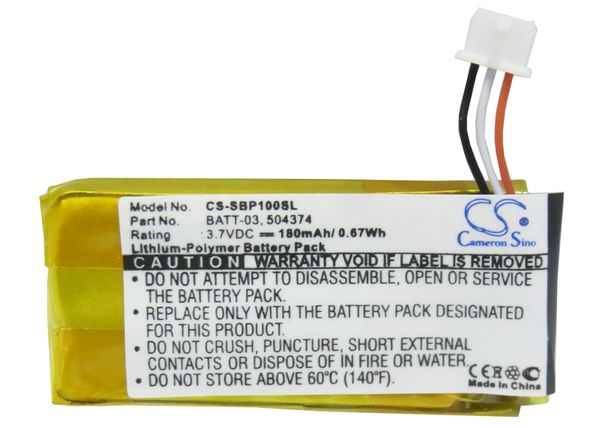 Model No. CS-SBP100SL
Part No. BATT-03, 504374
Rating : 3.7VDC ⎓ 180mAh/ 0.67Wh
Lithium-Polymer Battery Pack
CAUTION WARRANTY VOID IF LABEL IS REMOVED
• DO NOT ATTEMPT TO DISASSEMBLE, OPEN OR SERVICE
THE BATTERY PACK.
• REPLACE ONLY WITH THE BATTERY PACK DESIGNATED
FOR THIS PRODUCT.
• DO NOT CRUSH, PUNCTURE, SHORT EXTERNAL
CONTACTS OR DISPOSE OF IN FIRE OR WATER.
• DO NOT STORE ABOVE 60°C (140°F)
CS
Cameron Sino
CE FC
Made In China